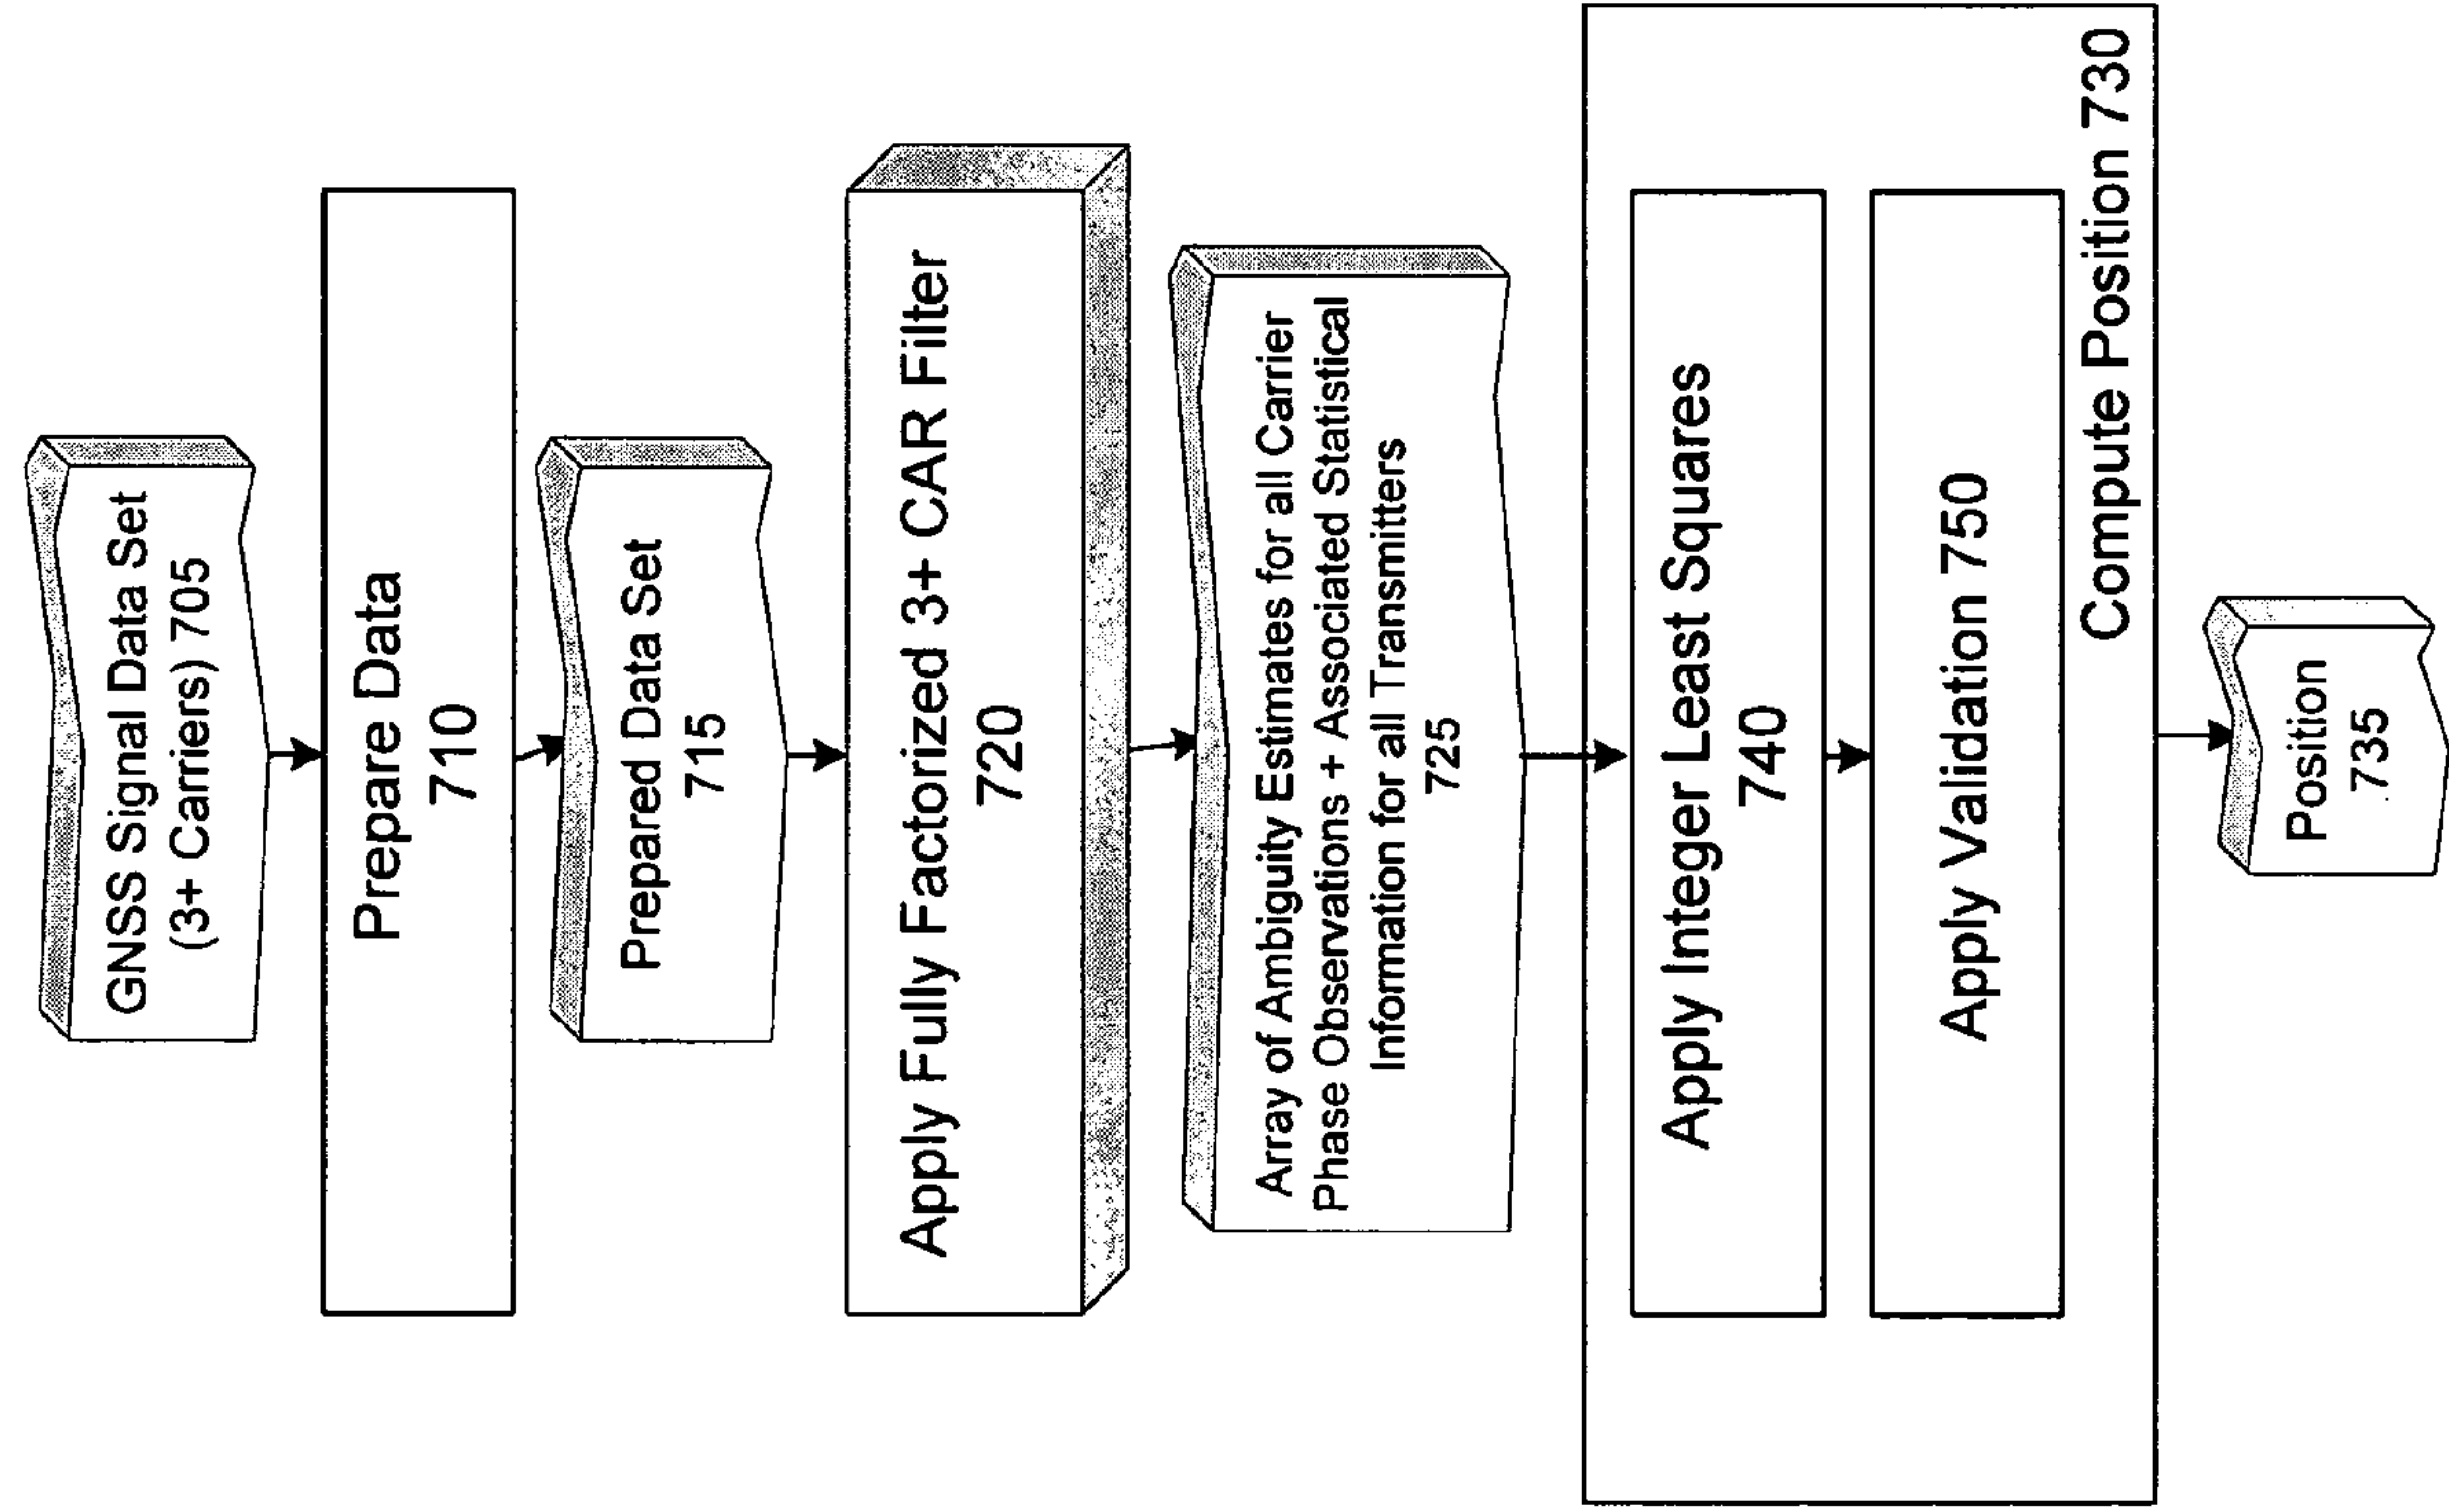 GNSS Signal Data Set
(3+ Carriers) 705
Prepare Data
710
Prepared Data Set
715
Apply Fully Factorized 3+ CAR Filter
720
Array of Ambiguity Estimates for all Carrier
Phase Observations + Associated Statistical
Information for all Transmitters
725
Apply Integer Least Squares
740
Apply Validation 750
Compute Position 730
Position
735